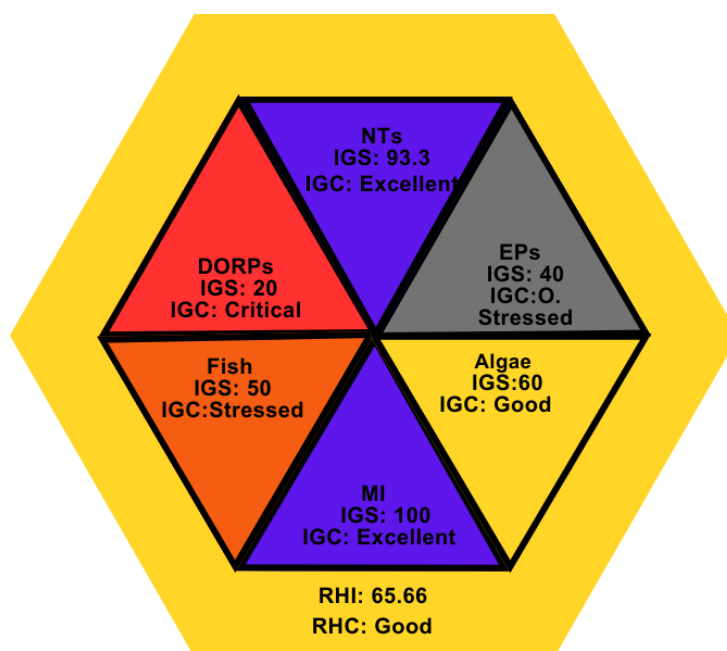 NTs
IGS: 93.3
IGC: Excellent
DORPs
IGS: 20
IGC: Critical
EPs
IGS: 40
IGC:O.
Stressed
Fish
IGS: 50
IGC:Stressed
Algae
IGS:60
IGC: Good
MI
IGS: 100
IGC: Excellent
RHI: 65.66
RHC: Good